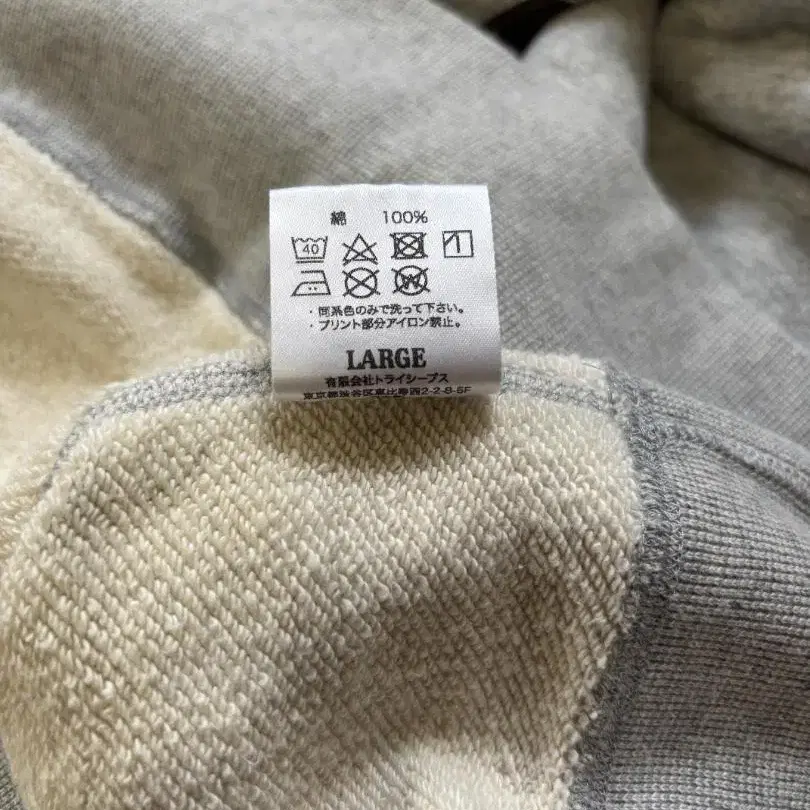 綿 100%
40
W
・同系色のみで洗って下さい。
・プリント部分アイロン禁止。
LARGE
有限会社トライシープス
東京都渋谷区恵比寿西2-2-8-5F